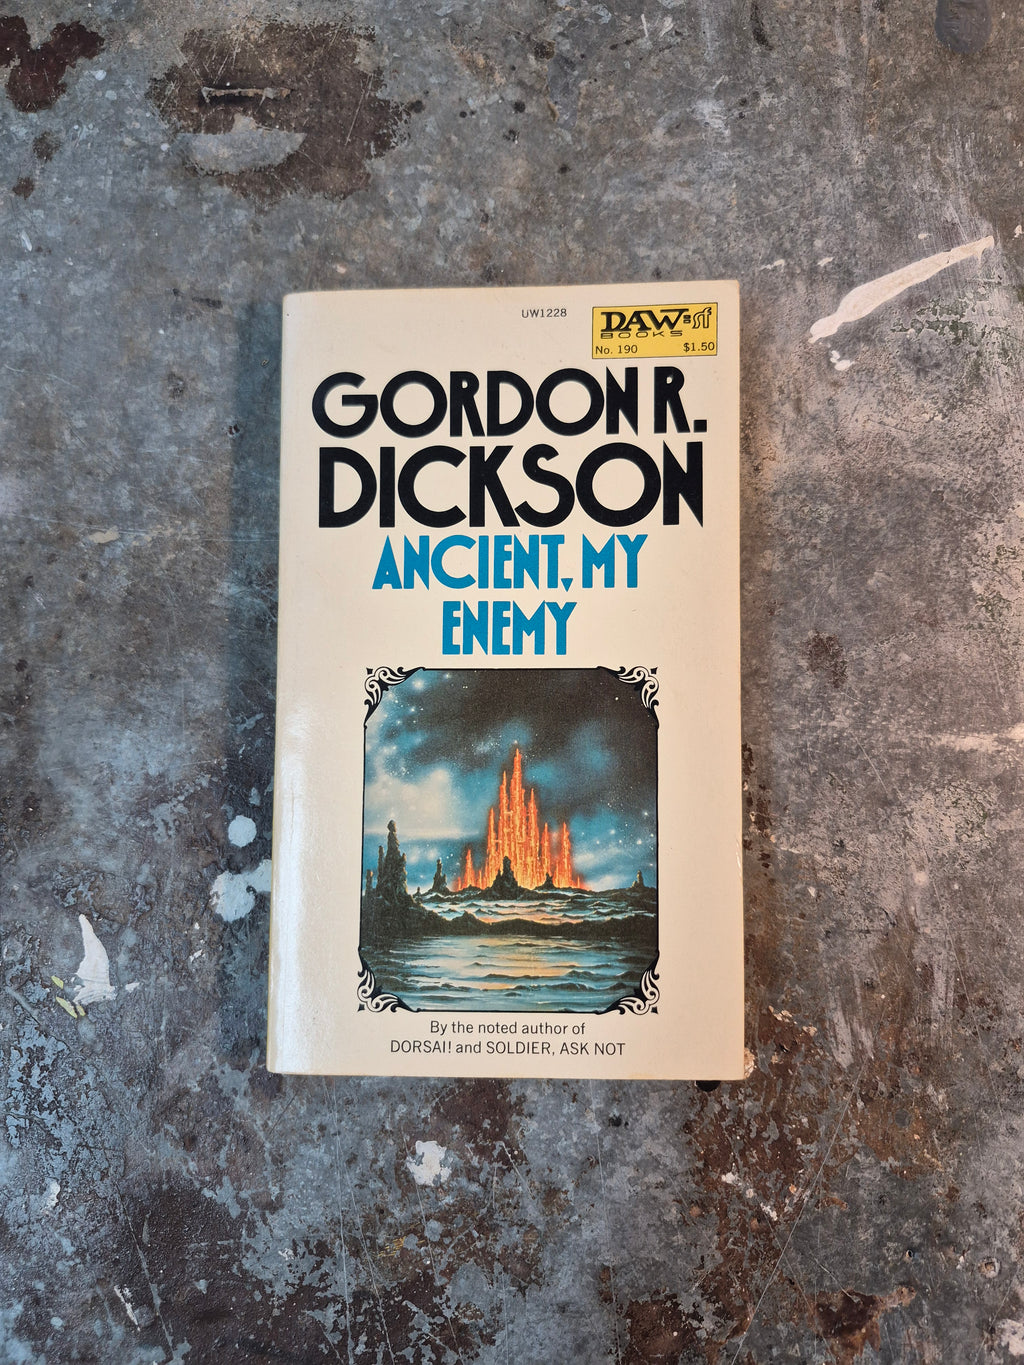 UW1228
DAW sf
BOOKS
No. 190 $1.50
GORDON R.
DICKSON
ANCIENT, MY
ENEMY
By the noted author of
DORSAI! and SOLDIER, ASK NOT